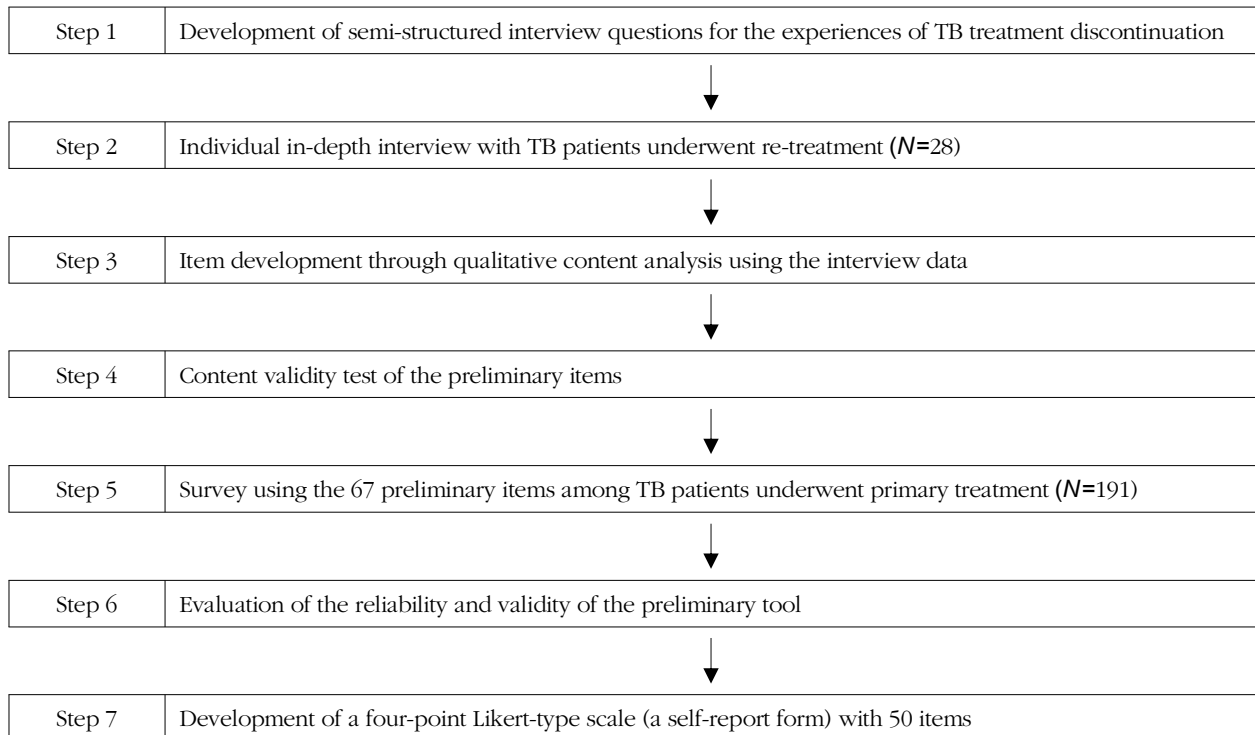 Step 1 Development of semi-structured interview questions for the experiences of TB treatment discontinuation
Step 2 Individual in-depth interview with TB patients underwent re-treatment (N=28)
Step 3 Item development through qualitative content analysis using the interview data
Step 4 Content validity test of the preliminary items
Step 5 Survey using the 67 preliminary items among TB patients underwent primary treatment (N=191)
Step 6 Evaluation of the reliability and validity of the preliminary tool
Step 7 Development of a four-point Likert-type scale (a self-report form) with 50 items